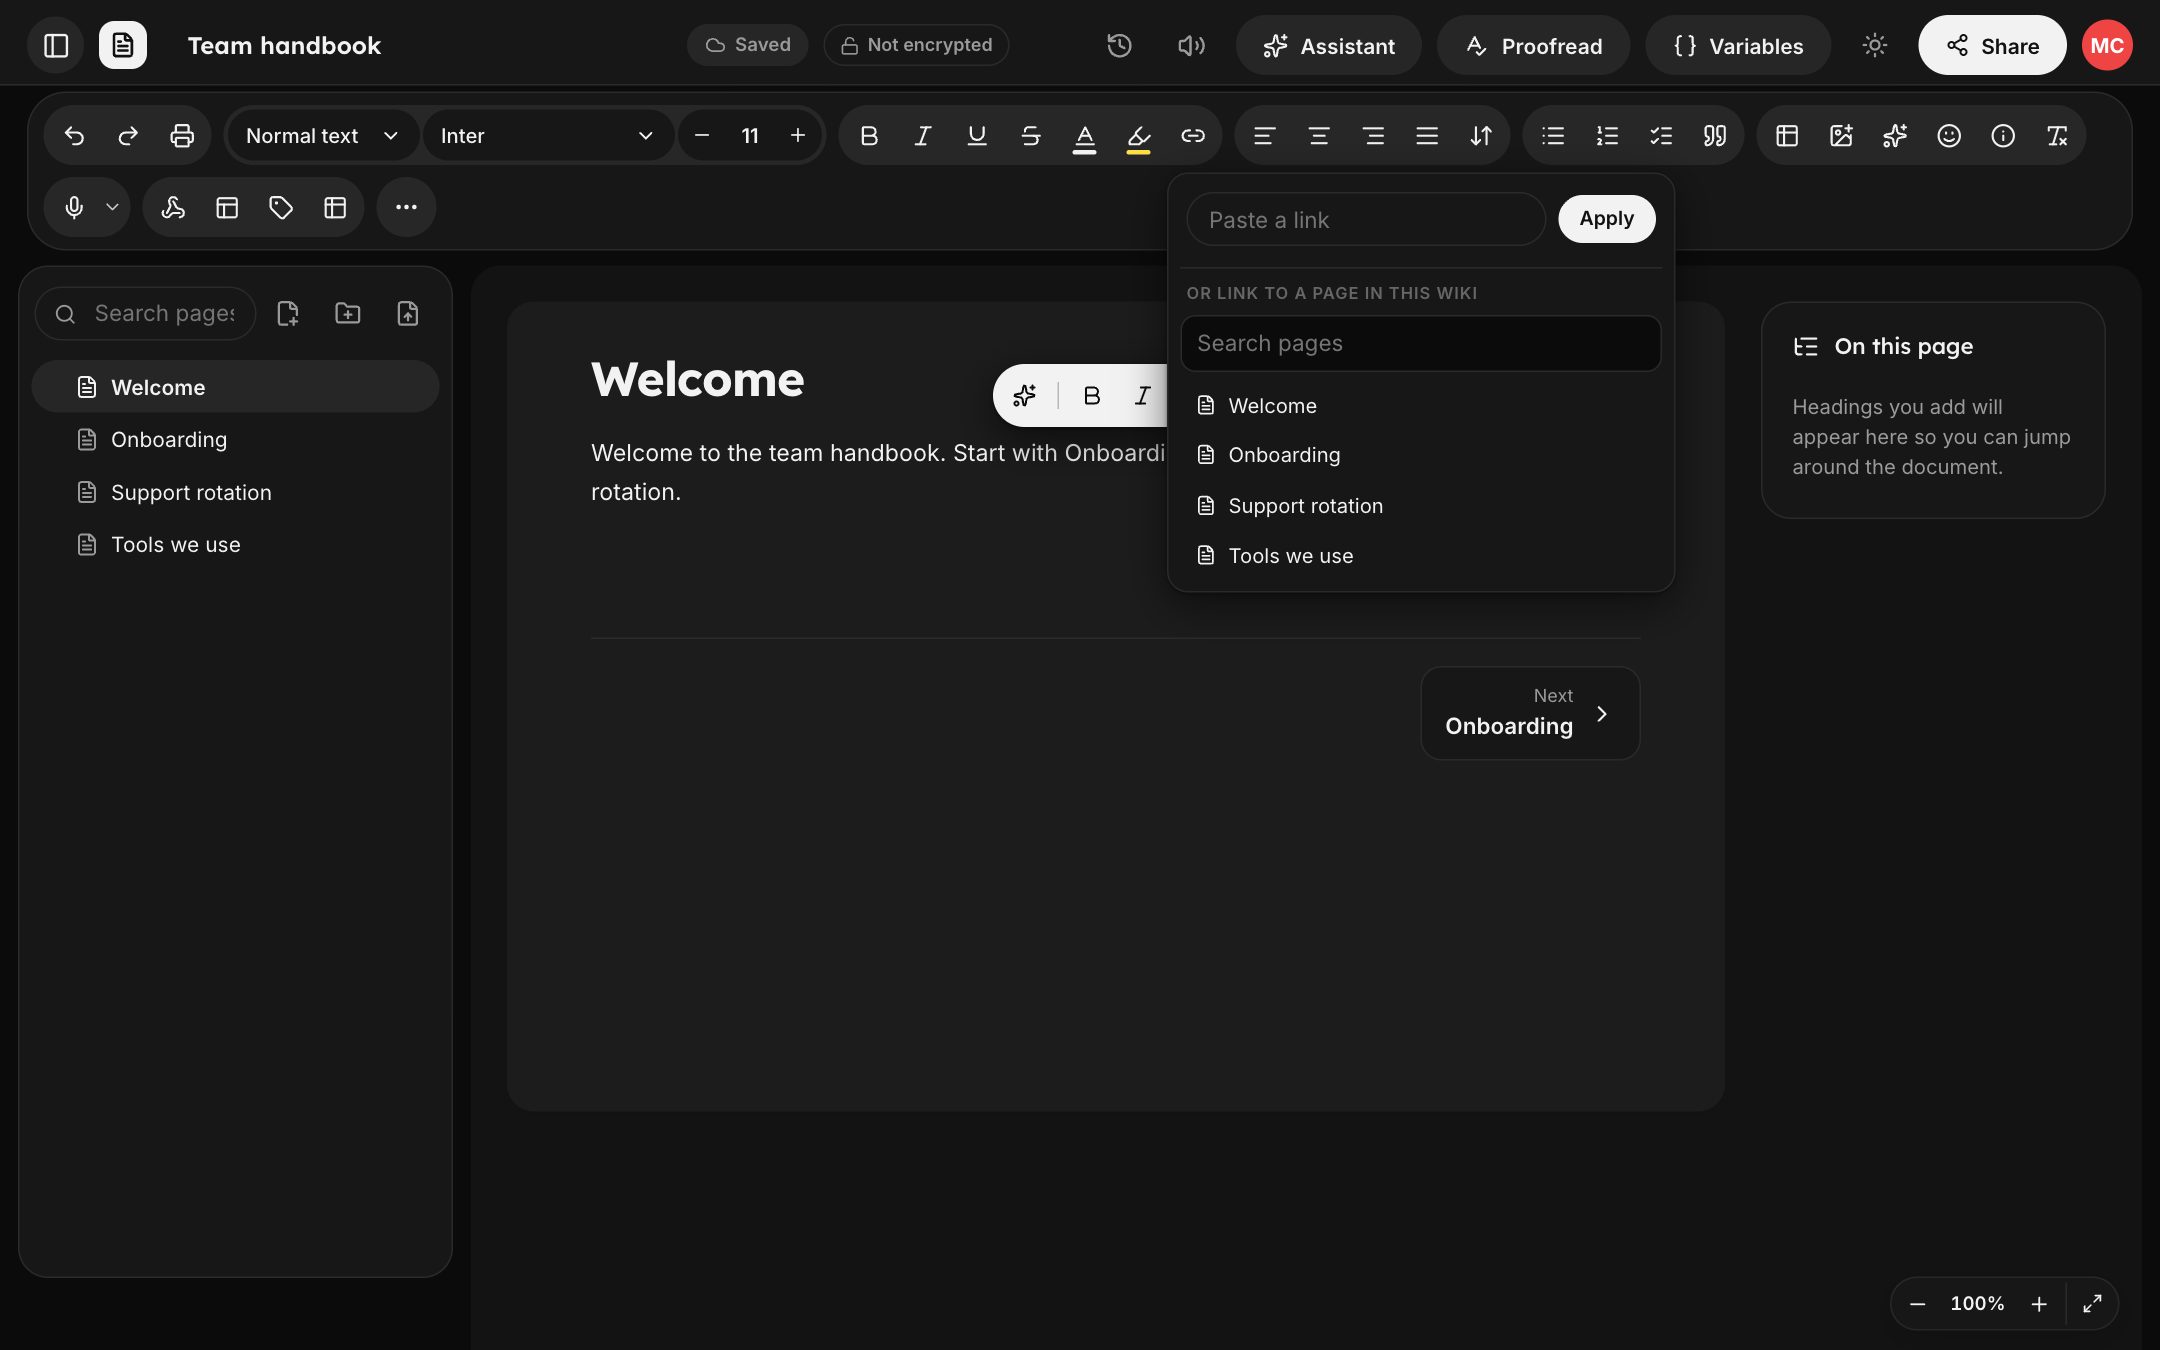 Team handbook
Saved
Not encrypted
Assistant
Proofread
Variables
Share
MC
Normal text
Inter
11
Paste a link
Apply
OR LINK TO A PAGE IN THIS WIKI
Search pages
Welcome
Onboarding
Support rotation
Tools we use
Search pages
Welcome
Onboarding
Support rotation
Tools we use
Welcome
Welcome to the team handbook. Start with Onboardi
rotation.
Next
Onboarding
On this page
Headings you add will
appear here so you can jump
around the document.
100%